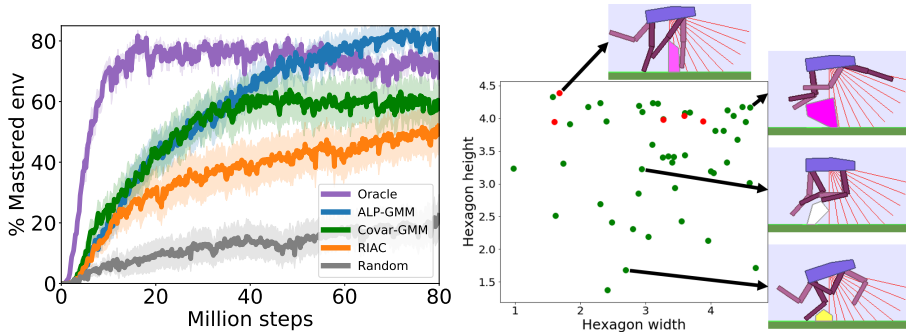 % Mastered env
80
60
40
20
0
0 20 40 60 80
Million steps
Oracle
ALP-GMM
Covar-GMM
RIAC
Random
Hexagon height
4.5
4.0
3.5
3.0
2.5
2.0
1.5
1 2 3 4
Hexagon width